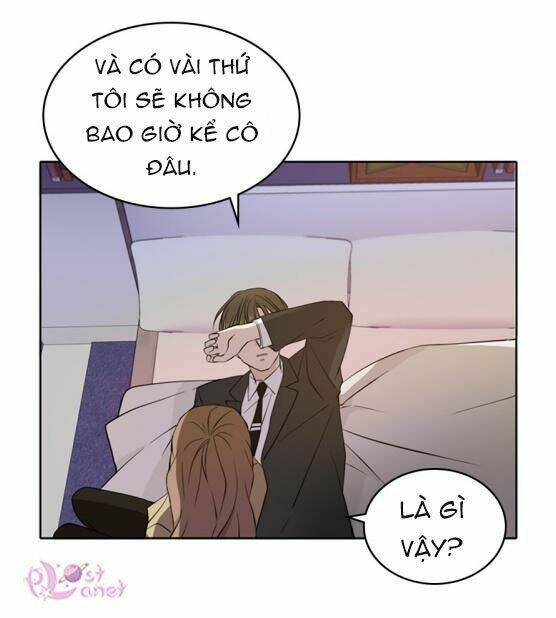 VÀ CÓ VÀI THỨ
TÔI SẼ KHÔNG
BAO GIỜ KỂ CÔ
ĐÂU.
LÀ GÌ
VẬY?
Lost
Planet